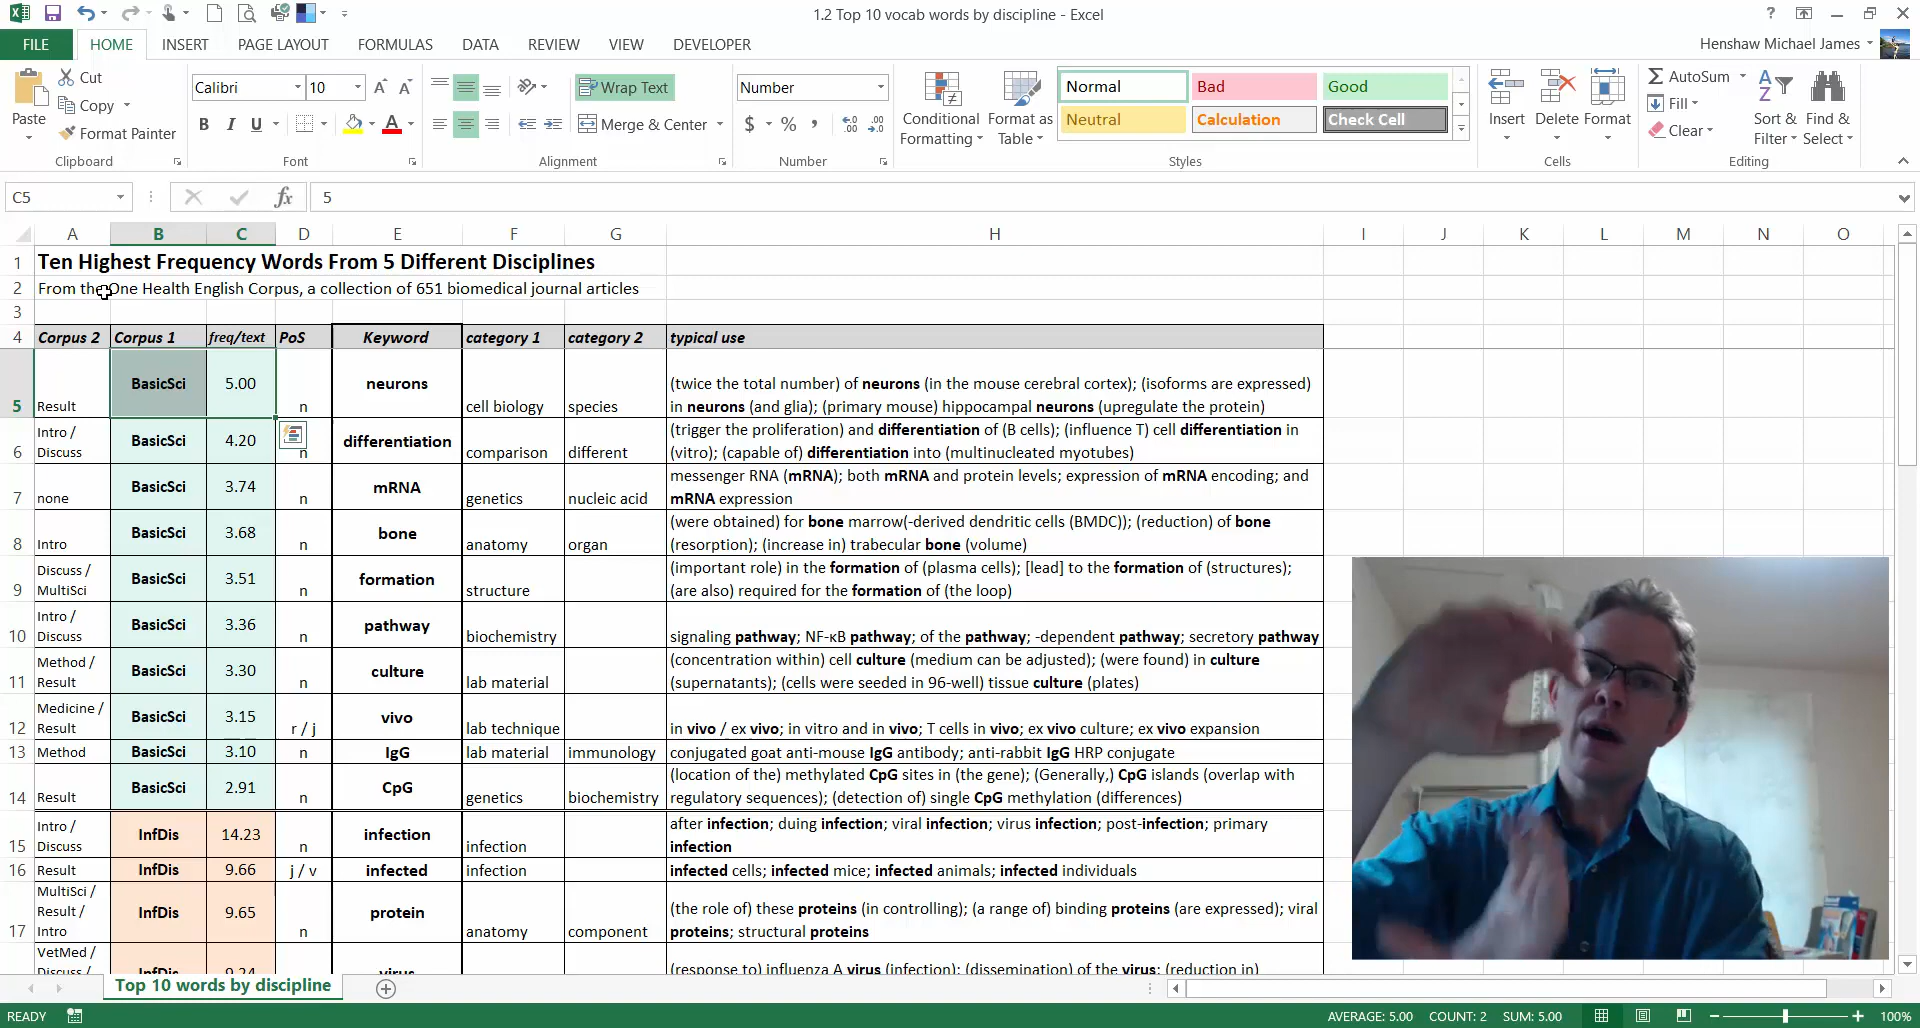 1.2 Top 10 vocab words by discipline - Excel
FILE HOME INSERT PAGE LAYOUT FORMULAS DATA REVIEW VIEW DEVELOPER Henshaw Michael James
Paste
Cut
Copy
Format Painter
Clipboard
Calibri 10
B I U
Font
Wrap Text
Merge & Center
Alignment
Number
$ %
Number
Conditional Formatting
Format as Table
Normal Bad Good
Neutral Calculation Check Cell
Styles
Insert Delete Format
Cells
AutoSum
Fill
Clear
Sort & Filter
Find & Select
Editing
C5 fx 5
A B C D E F G H I J K L M N O
1 Ten Highest Frequency Words From 5 Different Disciplines
2 From the One Health English Corpus, a collection of 651 biomedical journal articles
3
4 Corpus 2 Corpus 1 freq/text PoS Keyword category 1 category 2 typical use
5 Result BasicSci 5.00 n neurons cell biology species (twice the total number) of neurons (in the mouse cerebral cortex); (isoforms are expressed)
in neurons (and glia); (primary mouse) hippocampal neurons (upregulate the protein)
6 Intro / Discuss BasicSci 4.20 n differentiation comparison different (trigger the proliferation) and differentiation of (B cells); (influence T) cell differentiation in
(vitro); (capable of) differentiation into (multinucleated myotubes)
7 none BasicSci 3.74 n mRNA genetics nucleic acid messenger RNA (mRNA); both mRNA and protein levels; expression of mRNA encoding; and
mRNA expression
8 Intro BasicSci 3.68 n bone anatomy organ (were obtained) for bone marrow(-derived dendritic cells (BMDC)); (reduction) of bone
(resorption); (increase in) trabecular bone (volume)
9 Discuss / MultiSci BasicSci 3.51 n formation structure (important role) in the formation of (plasma cells); [lead] to the formation of (structures);
(are also) required for the formation of (the loop)
10 Intro / Discuss BasicSci 3.36 n pathway biochemistry signaling pathway; NF-κB pathway; of the pathway; -dependent pathway; secretory pathway
11 Method / Result BasicSci 3.30 n culture lab material (concentration within) cell culture (medium can be adjusted); (were found) in culture
(supernatants); (cells were seeded in 96-well) tissue culture (plates)
12 Medicine / Result BasicSci 3.15 r / j vivo lab technique in vivo / ex vivo; in vitro and in vivo; T cells in vivo; ex vivo culture; ex vivo expansion
13 Method BasicSci 3.10 n IgG lab material immunology conjugated goat anti-mouse IgG antibody; anti-rabbit IgG HRP conjugate
14 Result BasicSci 2.91 n CpG genetics biochemistry (location of the) methylated CpG sites in (the gene); (Generally,) CpG islands (overlap with
regulatory sequences); (detection of) single CpG methylation (differences)
15 Intro / Discuss InfDis 14.23 n infection infection after infection; duing infection; viral infection; virus infection; post-infection; primary
infection
16 Result InfDis 9.66 j / v infected infection infected cells; infected mice; infected animals; infected individuals
17 MultiSci / Result / Intro InfDis 9.65 n protein anatomy component (the role of) these proteins (in controlling); (a range of) binding proteins (are expressed); viral
proteins; structural proteins
VetMed / Discuss / InfDis 9.24 virus (response to) influenza A virus (infection); (dissemination) of the virus; (reduction in)
Top 10 words by discipline
READY AVERAGE: 5.00 COUNT: 2 SUM: 5.00 100%